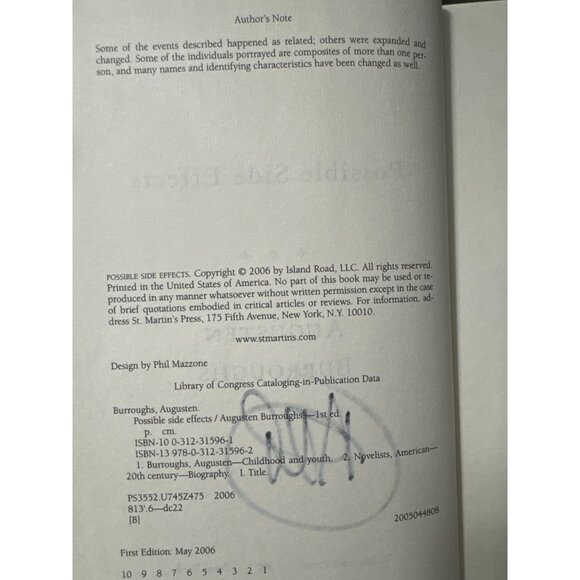 Author's Note
Some of the events described happened as related; others were expanded and
changed. Some of the individuals portrayed are composites of more than one per-
son, and many names and identifying characteristics have been changed as well.
Possible Side Effects
AUGUSTEN
BURROUGH
POSSIBLE SIDE EFFECTS. Copyright © 2006 by Island Road, LLC. All rights reserved.
Printed in the United States of America. No part of this book may be used or re-
produced in any manner whatsoever without written permission except in the case
of brief quotations embodied in critical articles or reviews. For information, ad-
dress St. Martin's Press, 175 Fifth Avenue, New York, N.Y. 10010.
www.stmartins.com
Design by Phil Mazzone
Library of Congress Cataloging-in-Publication Data
Burroughs, Augusten.
Possible side effects / Augusten Burroughs.—1st ed.
p. cm.
ISBN-10 0-312-31596-1
ISBN-13 978-0-312-31596-2
1. Burroughs, Augusten—Childhood and youth. 2. Novelists, American—
20th century—Biography. I. Title.
PS3552.U745Z475 2006
813'.6—dc22
[B]
2005044808
First Edition: May 2006
10 9 8 7 6 5 4 3 2 1